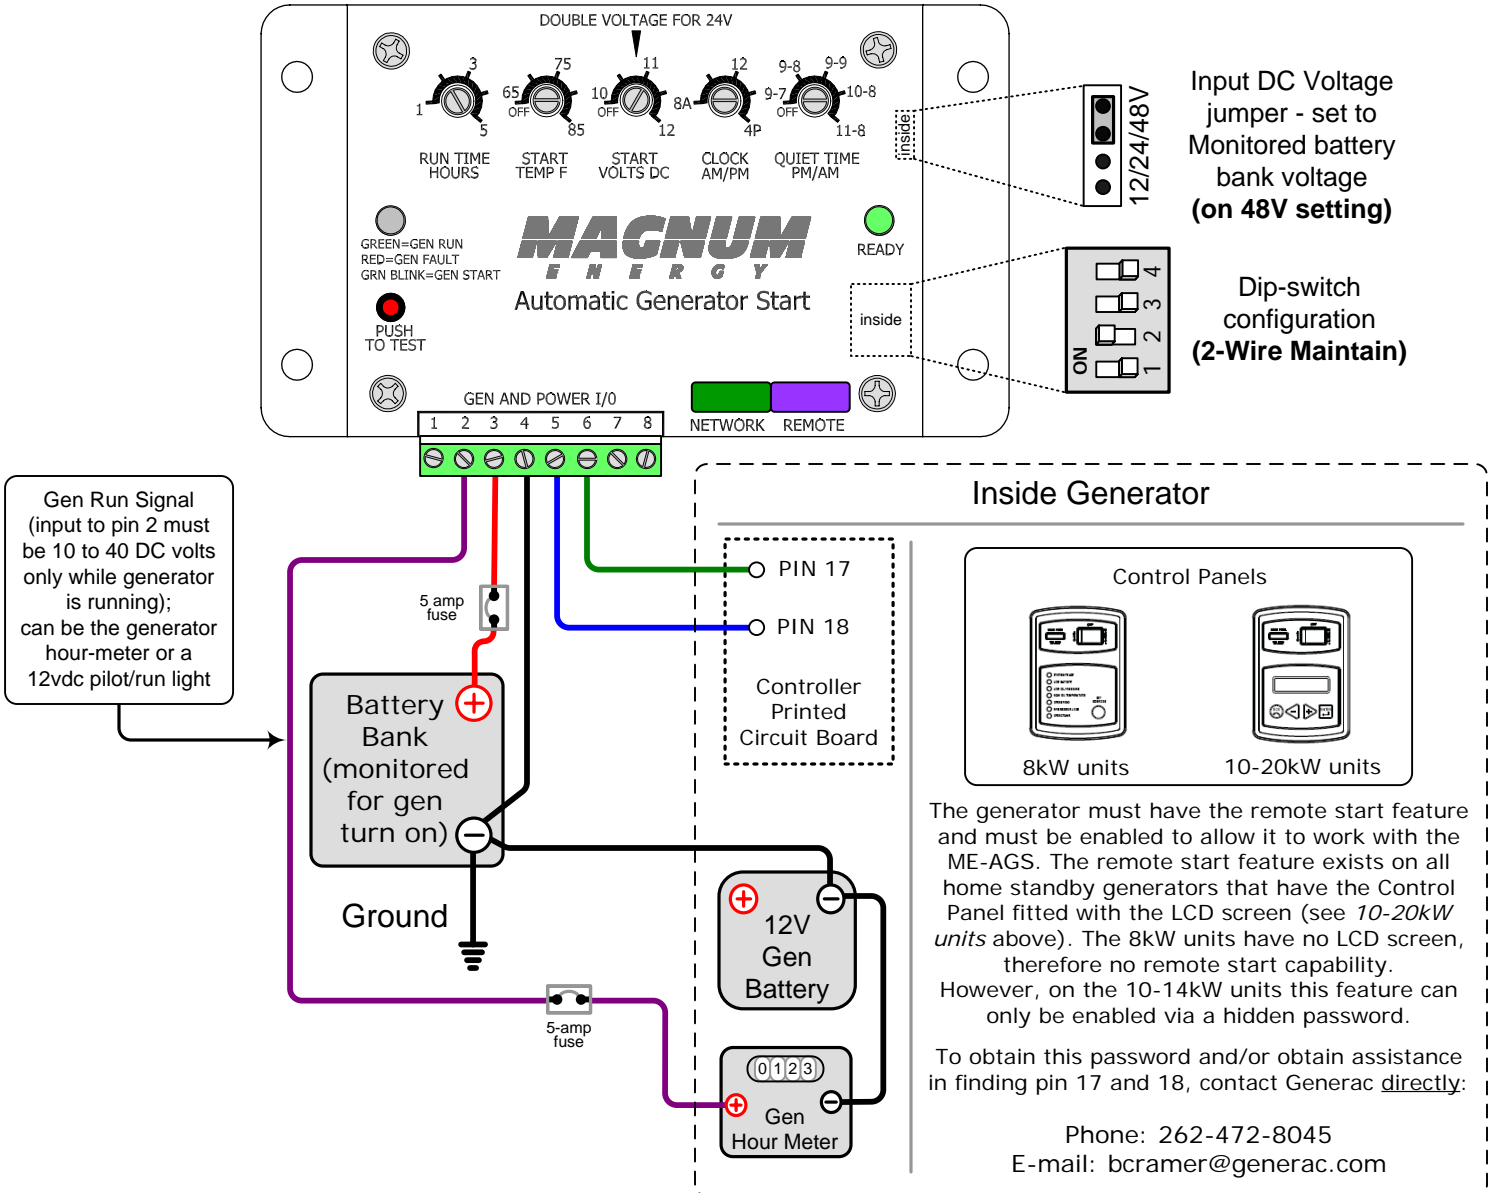 DOUBLE VOLTAGE FOR 24V
1 3 5
RUN TIME
HOURS
OFF 65 75 85
START
TEMP F
OFF 10 11 12
START
VOLTS DC
8A 12 4P
CLOCK
AM/PM
OFF 9-7 9-8 9-9 10-8 11-8
QUIET TIME
PM/AM
inside
12/24/48V
Input DC Voltage
jumper - set to
Monitored battery
bank voltage
(on 48V setting)
GREEN=GEN RUN
RED=GEN FAULT
GRN BLINK=GEN START
PUSH
TO TEST
MAGNUM
ENERGY
Automatic Generator Start
READY
inside
ON
1 2 3 4
Dip-switch
configuration
(2-Wire Maintain)
GEN AND POWER I/0
1 2 3 4 5 6 7 8
NETWORK REMOTE
Gen Run Signal
(input to pin 2 must
be 10 to 40 DC volts
only while generator
is running);
can be the generator
hour-meter or a
12vdc pilot/run light
5 amp
fuse
Battery
Bank
(monitored
for gen
turn on)
Ground
5-amp
fuse
Inside Generator
PIN 17
PIN 18
Controller
Printed
Circuit Board
12V
Gen
Battery
0 1 2 3
Gen
Hour Meter
Control Panels
8kW units
10-20kW units
The generator must have the remote start feature
and must be enabled to allow it to work with the
ME-AGS. The remote start feature exists on all
home standby generators that have the Control
Panel fitted with the LCD screen (see 10-20kW
units above). The 8kW units have no LCD screen,
therefore no remote start capability.
However, on the 10-14kW units this feature can
only be enabled via a hidden password.
To obtain this password and/or obtain assistance
in finding pin 17 and 18, contact Generac directly:
Phone: 262-472-8045
E-mail: bcramer@generac.com